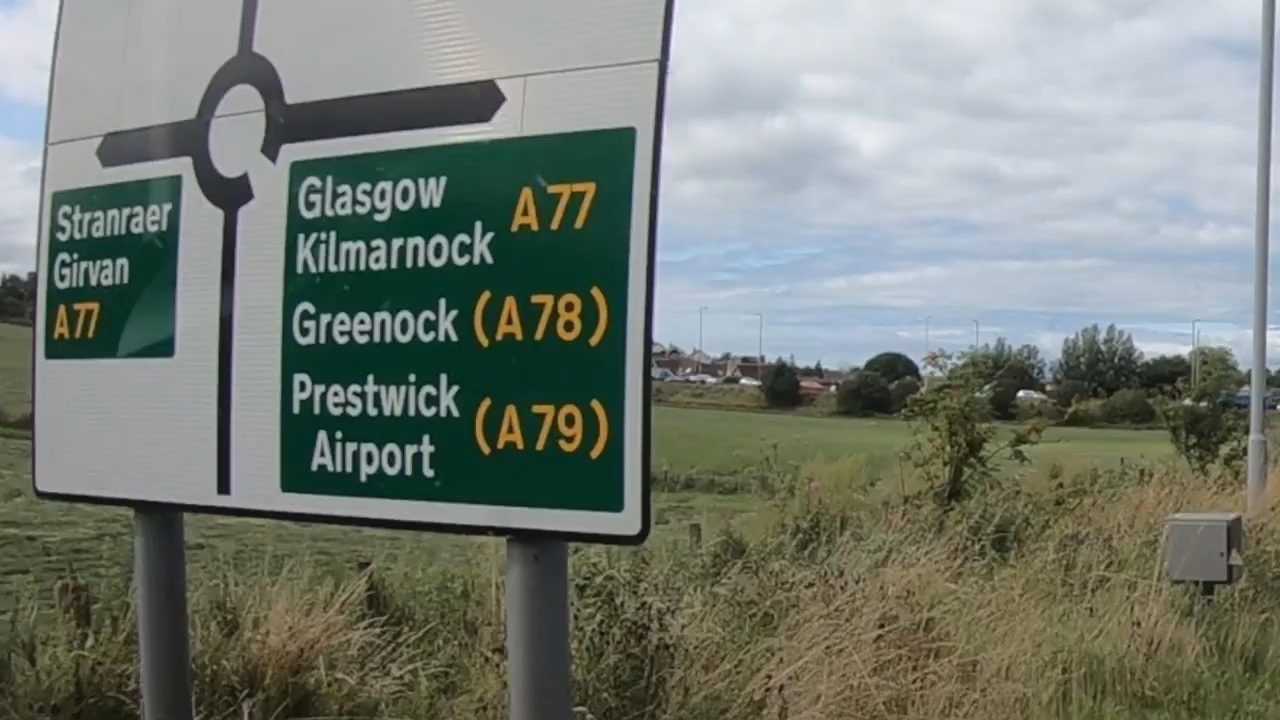 Stranraer
Girvan
A77
Glasgow
Kilmarnock A77
Greenock (A78)
Prestwick
Airport (A79)